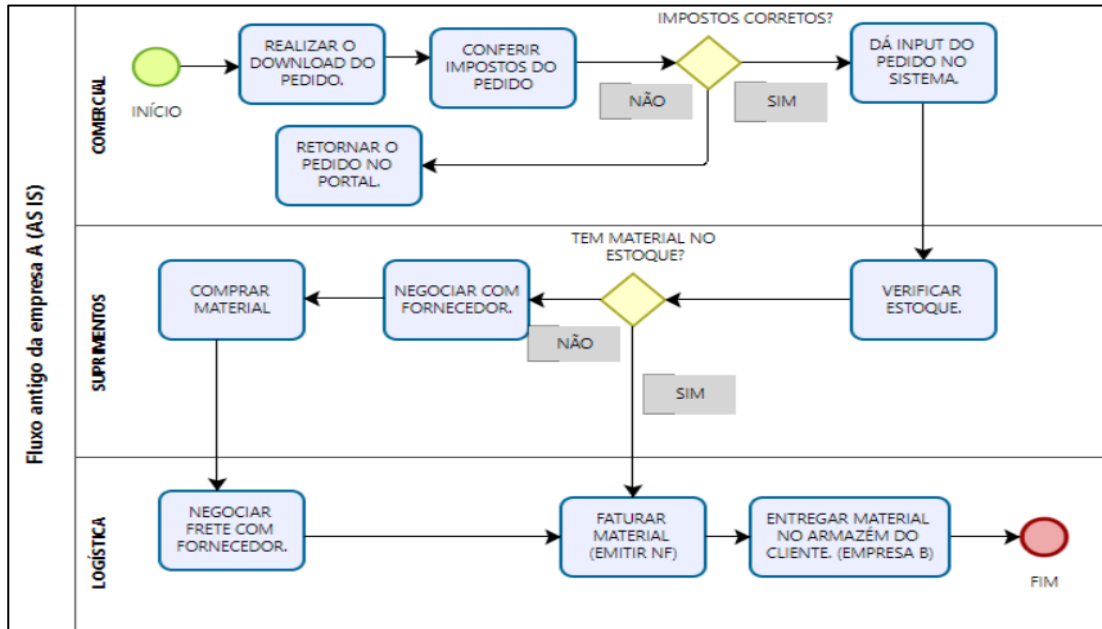 Fluxo antigo da empresa A (AS IS)
COMERCIAL
INÍCIO
REALIZAR O
DOWNLOAD DO
PEDIDO.
CONFERIR
IMPOSTOS DO
PEDIDO
IMPOSTOS CORRETOS?
NÃO
SIM
DÁ INPUT DO
PEDIDO NO
SISTEMA.
RETORNAR O
PEDIDO NO
PORTAL.
SUPRIMENTOS
TEM MATERIAL NO
ESTOQUE?
COMPRAR
MATERIAL
NEGOCIAR COM
FORNECEDOR.
VERIFICAR
ESTOQUE.
NÃO
SIM
LOGÍSTICA
NEGOCIAR
FRETE COM
FORNECEDOR.
FATURAR
MATERIAL
(EMITIR NF)
ENTREGAR MATERIAL
NO ARMAZÉM DO
CLIENTE. (EMPRESA B)
FIM